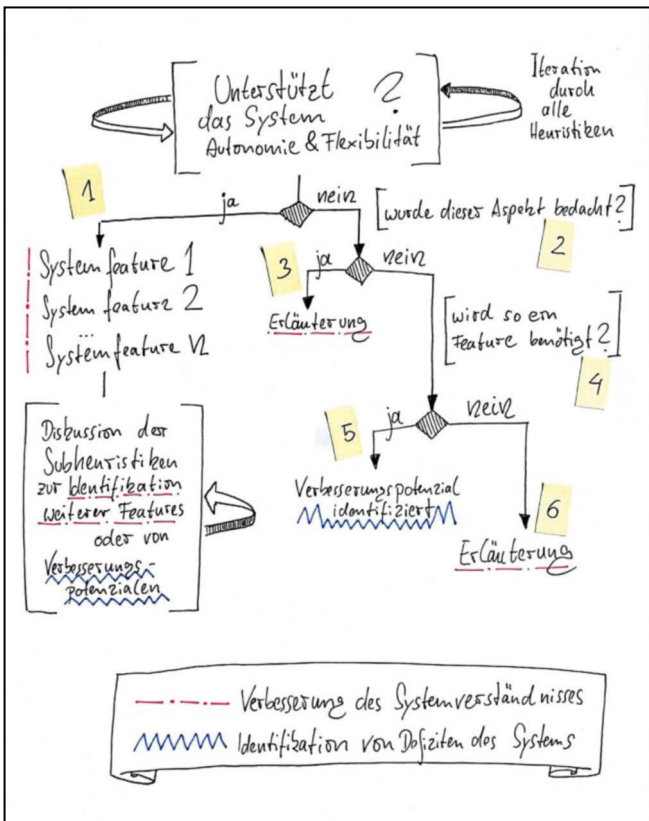 Unterstützt ?
das System
Autonomie & Flexibilität
Iteration
durch
alle
Heuristiken
1
ja
nein
[wurde dieser Aspekt bedacht?]
2
System feature 1
System feature 2
...
Systemfeature n
3
ja
nein
Erläuterung
[wird so ein
Feature benötigt?]
4
Diskussion der
Subheuristiken
zur Identifikation
weiterer Features
oder von
Verbesserungs-
potenzialen
5
ja
nein
Verbesserungspotenzial
identifiziert
6
Erläuterung
Verbesserung des Systemverständnisses
Identifikation von Defiziten des Systems